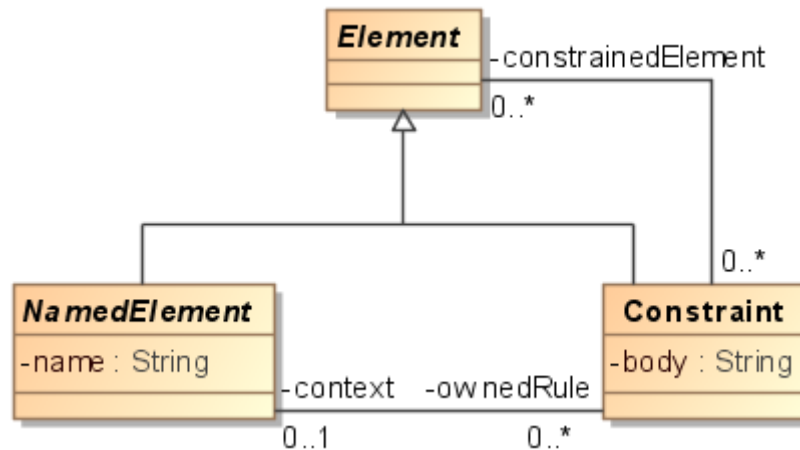 Element
-constrainedElement
0..*
0..*
NamedElement
-name : String
Constraint
-body : String
-context
-ownedRule
0..1
0..*